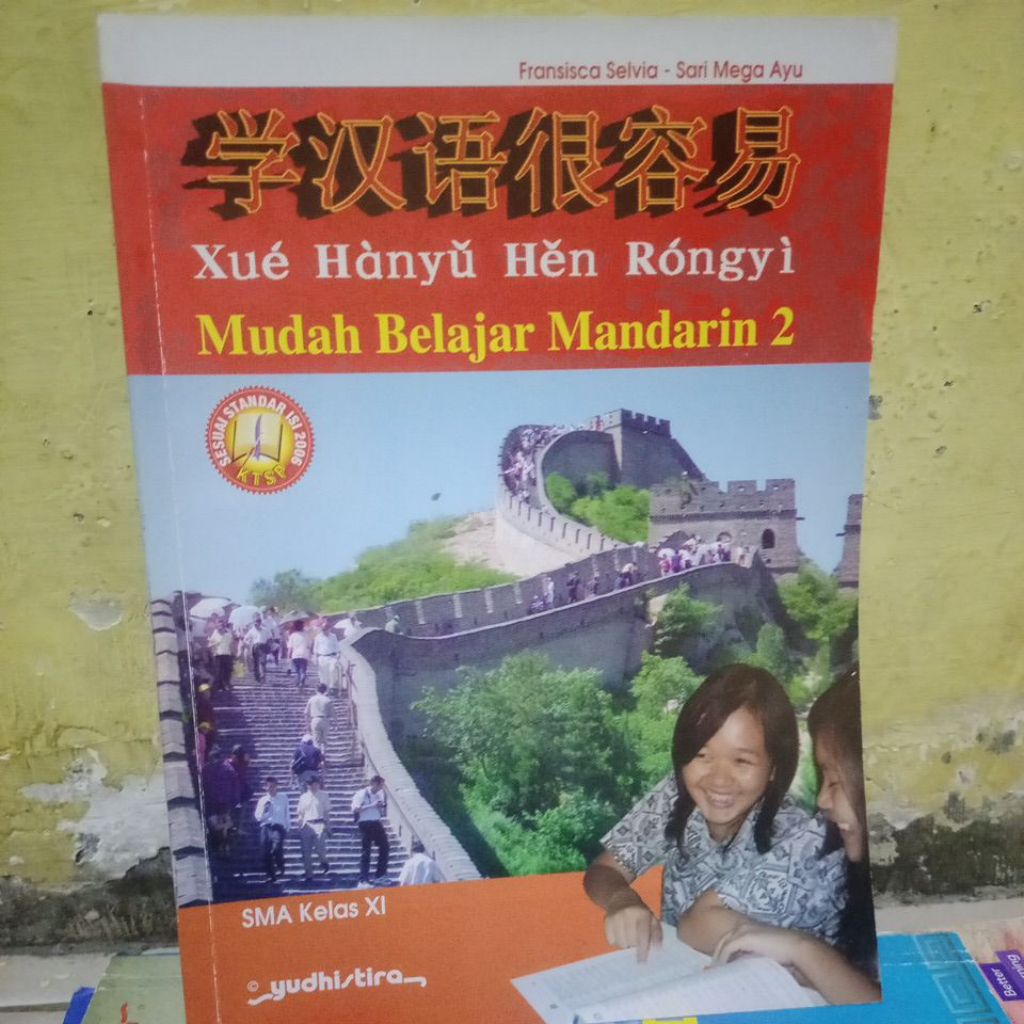 Fransisca Selvia - Sari Mega Ayu
学汉语很容易
Xué Hànyǔ Hěn Róngyì
Mudah Belajar Mandarin 2
SESUAI STANDAR ISI 2006
KTSP
SMA Kelas XI
© yudhistira
Better